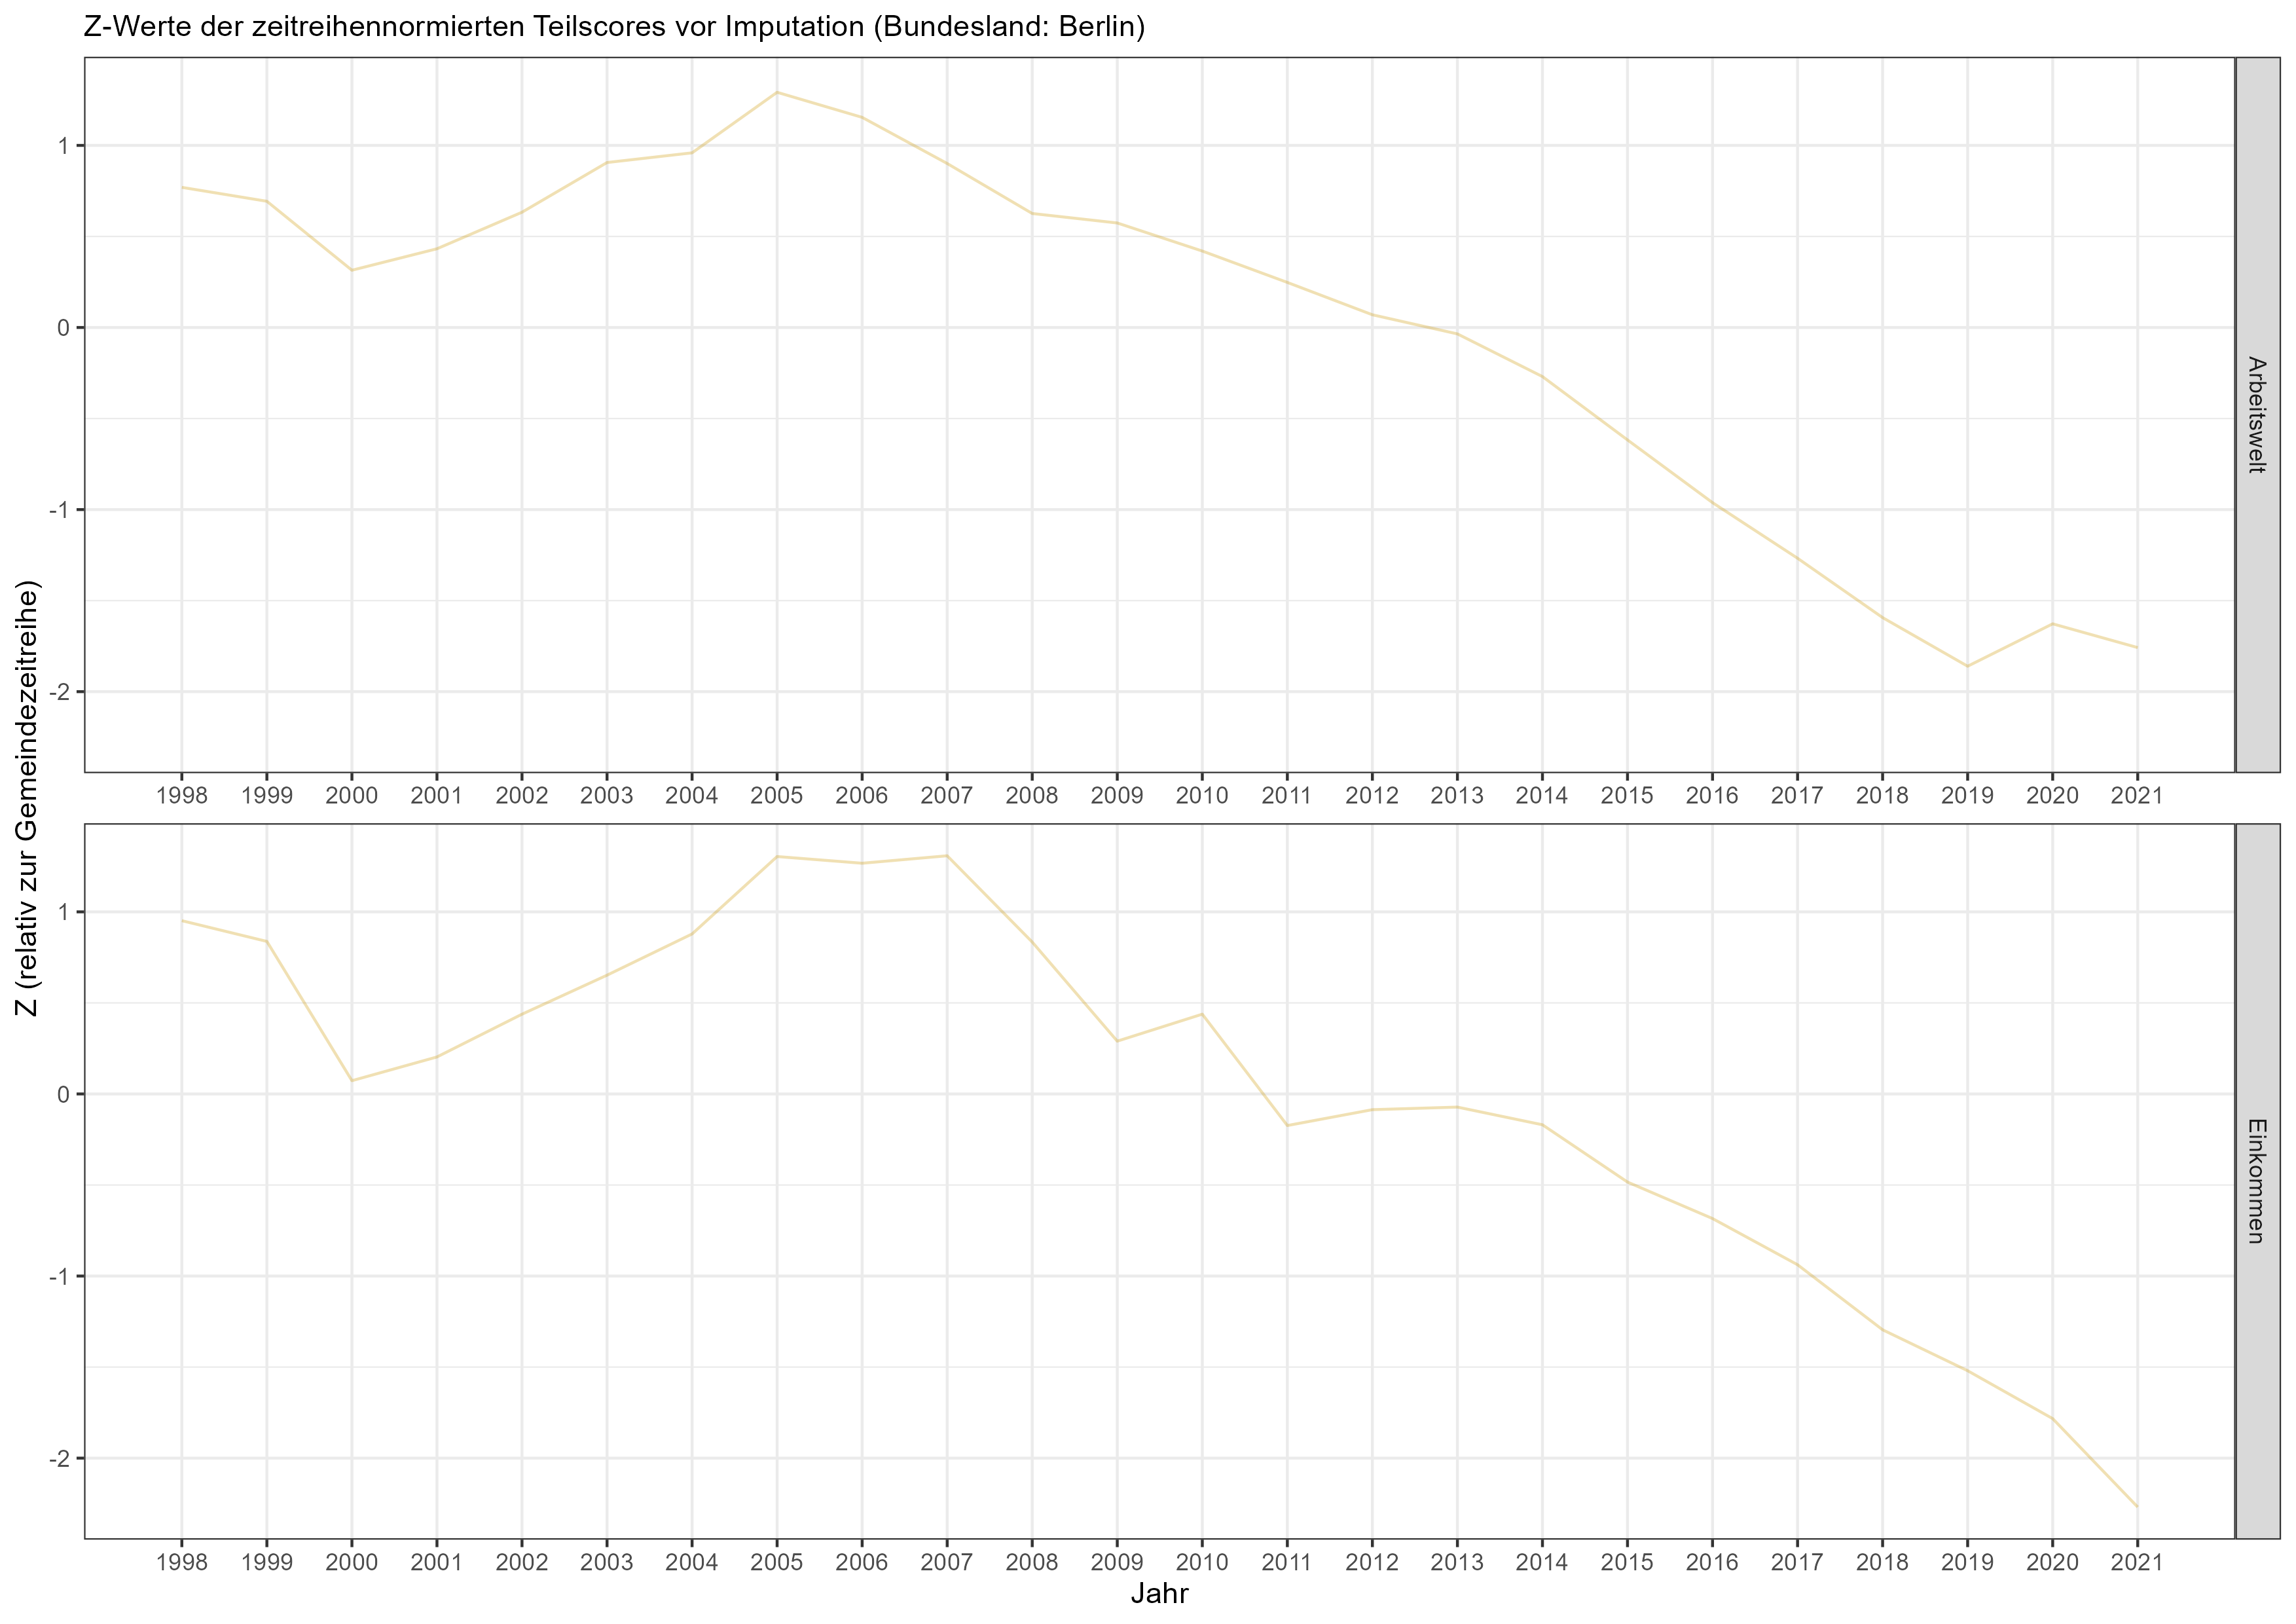 Z-Werte der zeitreihennormierten Teilscores vor Imputation (Bundesland: Berlin)
Z (relativ zur Gemeindezeitreihe)
1
0
-1
-2
Arbeitswelt
1998 1999 2000 2001 2002 2003 2004 2005 2006 2007 2008 2009 2010 2011 2012 2013 2014 2015 2016 2017 2018 2019 2020 2021
1
0
-1
-2
Einkommen
1998 1999 2000 2001 2002 2003 2004 2005 2006 2007 2008 2009 2010 2011 2012 2013 2014 2015 2016 2017 2018 2019 2020 2021
Jahr